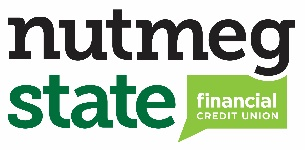 nutmeg
state
financial
CREDIT UNION